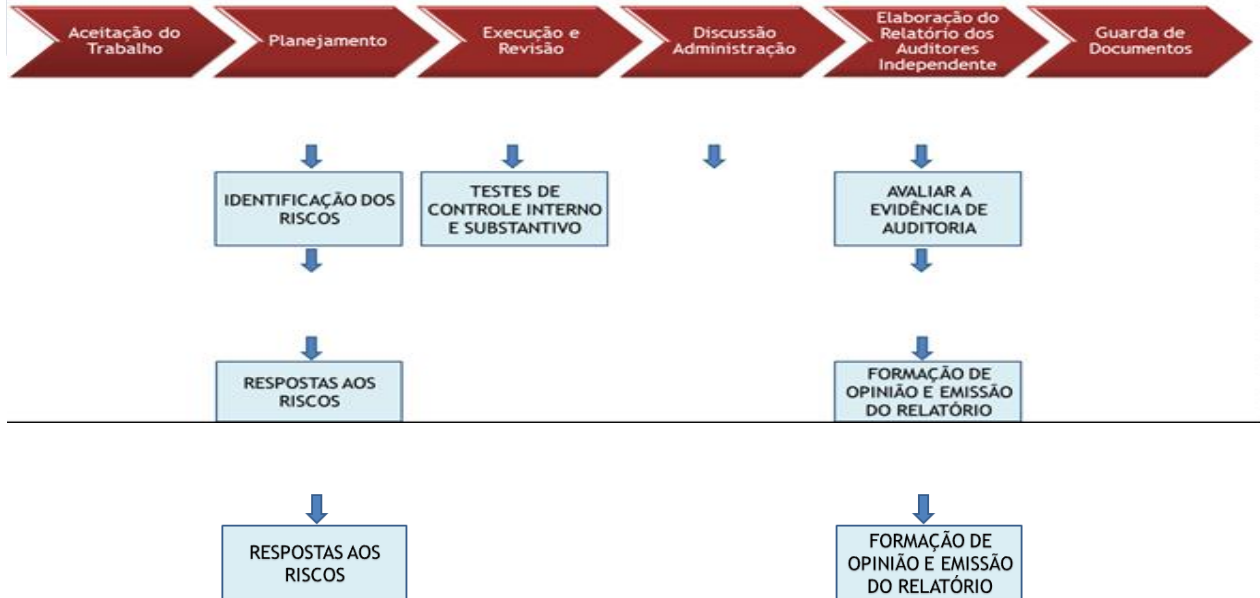 Aceitação do
Trabalho
Planejamento
Execução e
Revisão
Discussão
Administração
Elaboração do
Relatório dos
Auditores
Independente
Guarda de
Documentos
IDENTIFICAÇÃO DOS
RISCOS
TESTES DE
CONTROLE INTERNO
E SUBSTANTIVO
AVALIAR A
EVIDÊNCIA DE
AUDITORIA
RESPOSTAS AOS
RISCOS
FORMAÇÃO DE
OPINIÃO E EMISSÃO
DO RELATÓRIO
RESPOSTAS AOS
RISCOS
FORMAÇÃO DE
OPINIÃO E EMISSÃO
DO RELATÓRIO